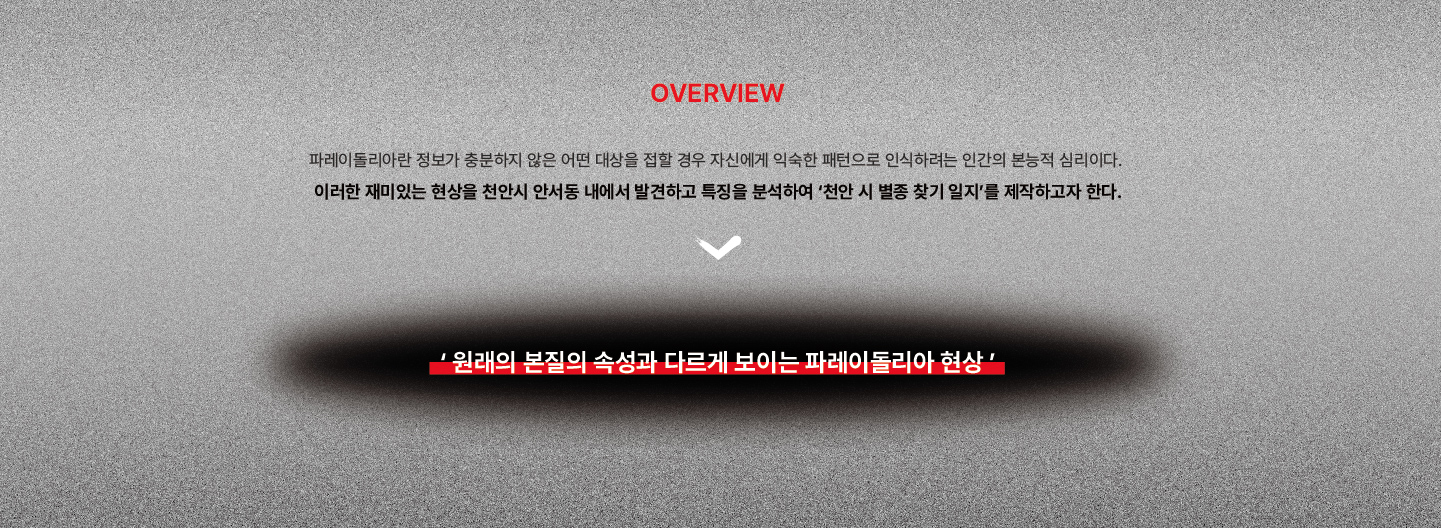 OVERVIEW
파레이돌리아란 정보가 충분하지 않은 어떤 대상을 접할 경우 자신에게 익숙한 패턴으로 인식하려는 인간의 본능적 심리이다.
이러한 재미있는 현상을 천안시 안서동 내에서 발견하고 특징을 분석하여 ‘천안 시 별종 찾기 일지’를 제작하고자 한다.
‘ 원래의 본질의 속성과 다르게 보이는 파레이돌리아 현상 ’